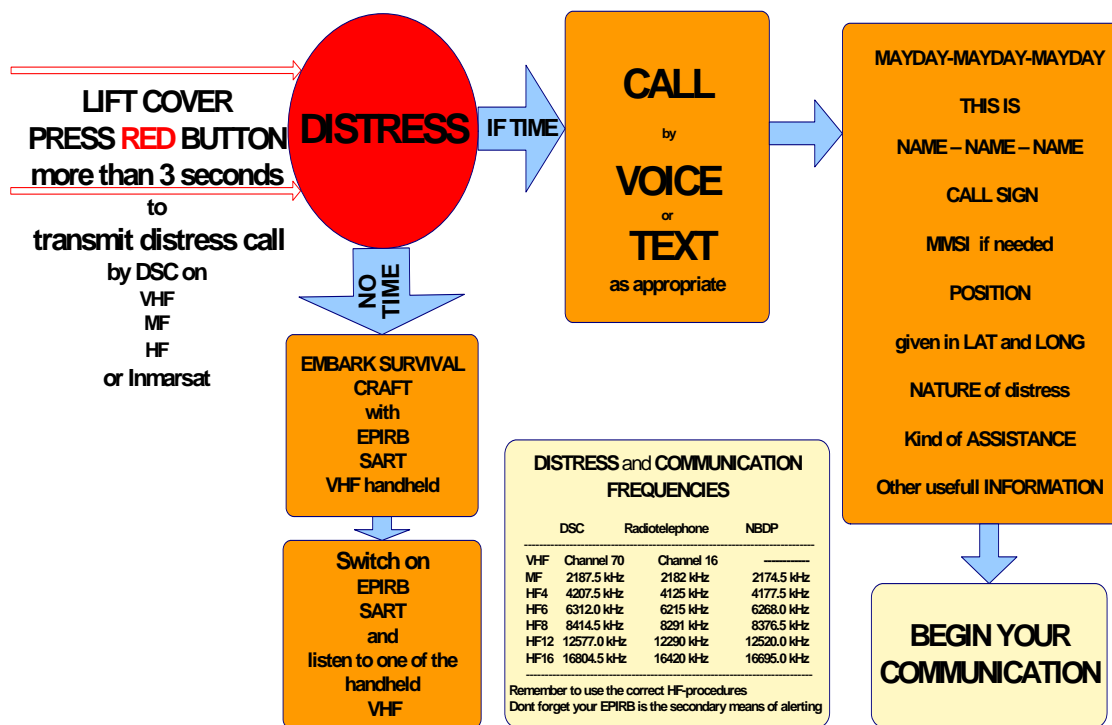 LIFT COVER
PRESS RED BUTTON
more than 3 seconds
to
transmit distress call
by DSC on
VHF
MF
HF
or Inmarsat
DISTRESS
IF TIME
CALL
by
VOICE
or
TEXT
as appropriate
MAYDAY-MAYDAY-MAYDAY
THIS IS
NAME – NAME – NAME
CALL SIGN
MMSI if needed
POSITION
given in LAT and LONG
NATURE of distress
Kind of ASSISTANCE
Other usefull INFORMATION
BEGIN YOUR
COMMUNICATION
NO
TIME
EMBARK SURVIVAL
CRAFT
with
EPIRB
SART
VHF handheld
Switch on
EPIRB
SART
and
listen to one of the
handheld
VHF
DISTRESS and COMMUNICATION
FREQUENCIES
DSC Radiotelephone NBDP
VHF Channel 70 Channel 16 ------------
MF 2187.5 kHz 2182 kHz 2174.5 kHz
HF4 4207.5 kHz 4125 kHz 4177.5 kHz
HF6 6312.0 kHz 6215 kHz 6268.0 kHz
HF8 8414.5 kHz 8291 kHz 8376.5 kHz
HF12 12577.0 kHz 12290 kHz 12520.0 kHz
HF16 16804.5 kHz 16420 kHz 16695.0 kHz
Remember to use the correct HF-procedures
Dont forget your EPIRB is the secondary means of alerting